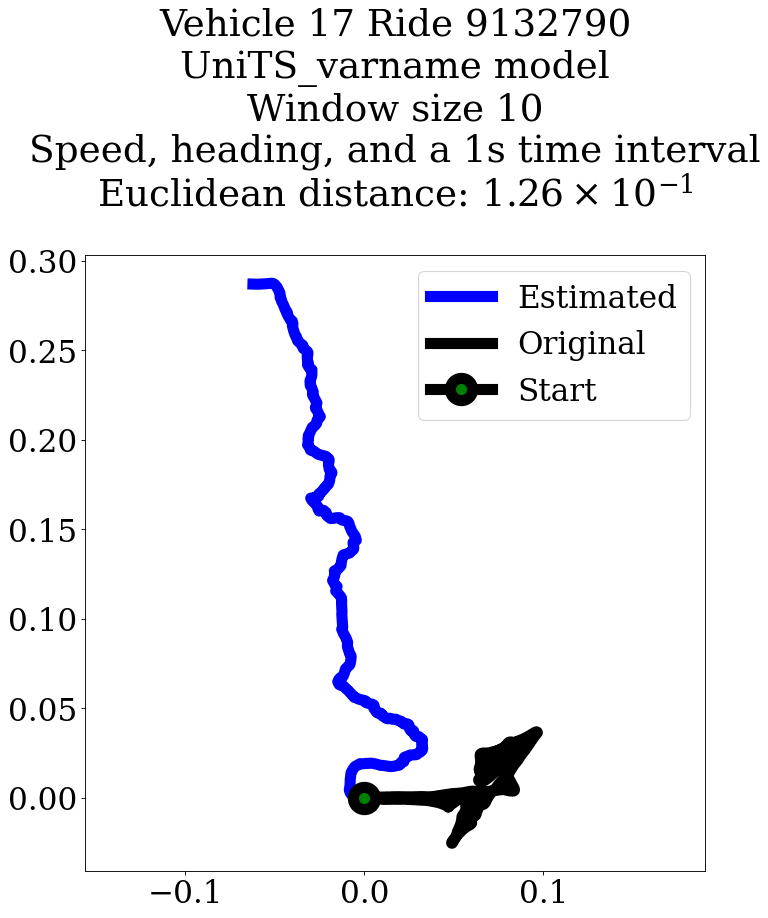 Vehicle 17 Ride 9132790
UniTS_varname model
Window size 10
Speed, heading, and a 1s time interval
Euclidean distance: 1.26 × 10⁻¹
Estimated
Original
Start
0.30
0.25
0.20
0.15
0.10
0.05
0.00
−0.1
0.0
0.1